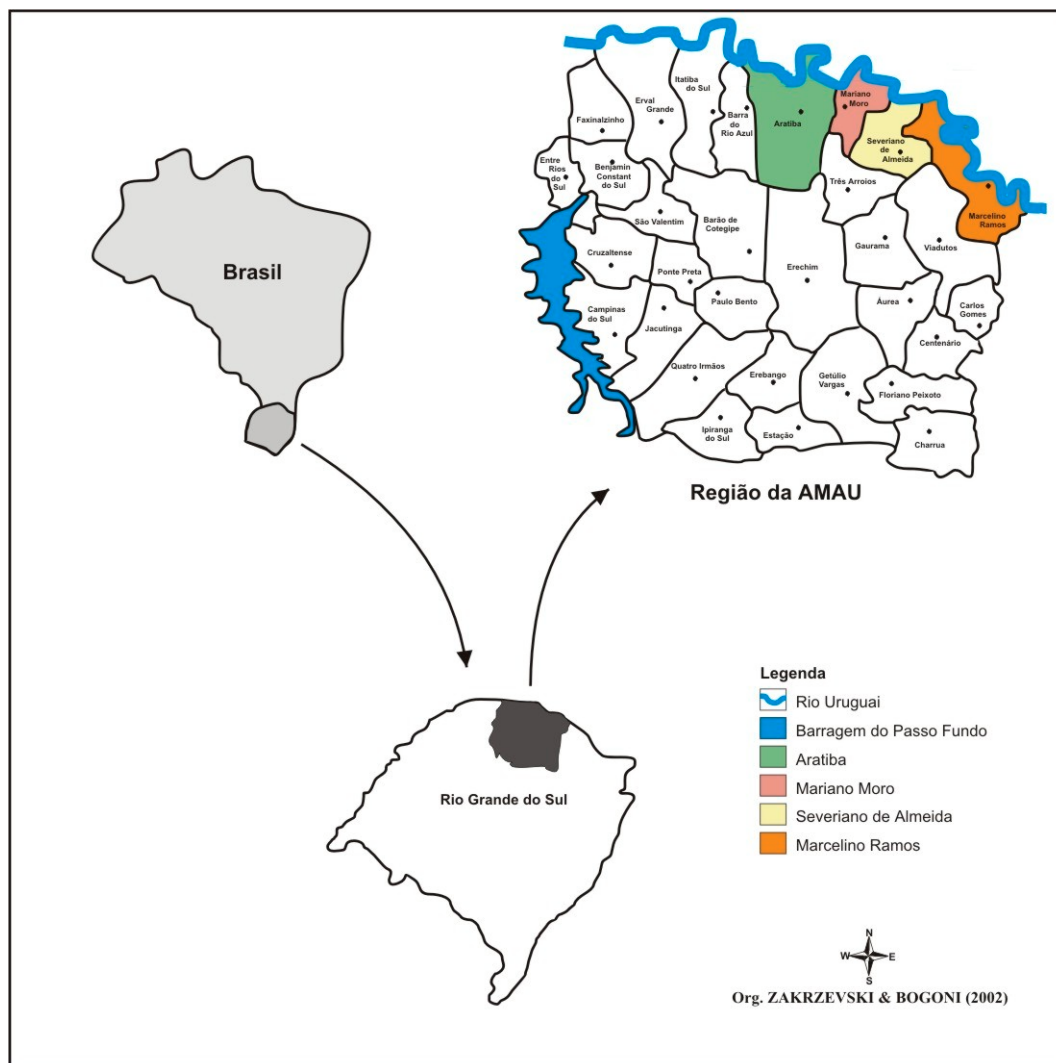 Brasil
Faxinalzinho
Erval
Grande
Itatiba
do Sul
Barra
do
Rio Azul
Aratiba
Mariano
Moro
Severiano
de
Almeida
Marcelino
Ramos
Entre
Rios
do
Sul
Benjamin
Constant
do Sul
São Valentim
Barão de
Cotegipe
Três Arroios
Gaurama
Viadutos
Cruzaltense
Ponte Preta
Erechim
Campinas
do Sul
Jacutinga
Paulo Bento
Áurea
Carlos
Gomes
Centenário
Quatro Irmãos
Erebango
Getúlio
Vargas
Floriano Peixoto
Ipiranga
do Sul
Estação
Charrua
Região da AMAU
Rio Grande do Sul
Legenda
Rio Uruguai
Barragem do Passo Fundo
Aratiba
Mariano Moro
Severiano de Almeida
Marcelino Ramos
N
W
E
S
Org. ZAKRZEVSKI & BOGONI (2002)